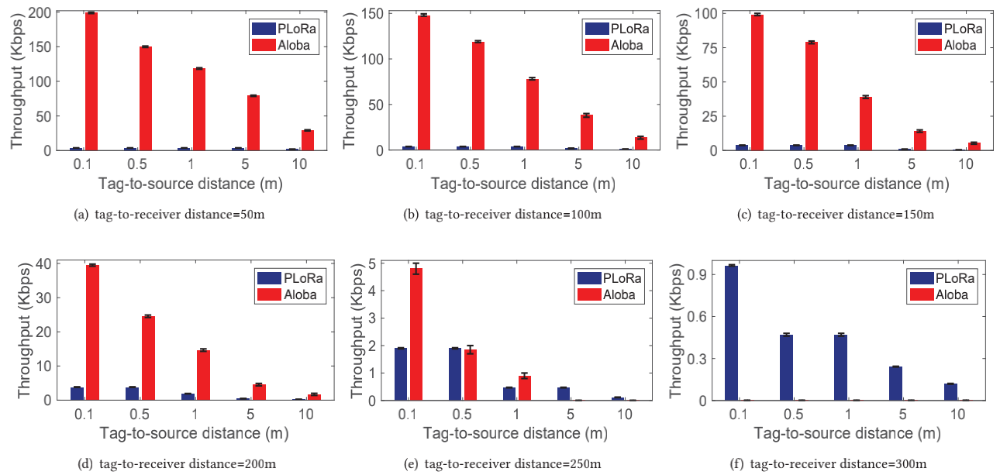 Throughput (Kbps)
200
150
100
50
0
PLoRa
Aloba
0.1 0.5 1 5 10
Tag-to-source distance (m)
(a) tag-to-receiver distance=50m
Throughput (Kbps)
150
100
50
0
PLoRa
Aloba
0.1 0.5 1 5 10
Tag-to-source distance (m)
(b) tag-to-receiver distance=100m
Throughput (Kbps)
100
75
50
25
0
PLoRa
Aloba
0.1 0.5 1 5 10
Tag-to-source distance (m)
(c) tag-to-receiver distance=150m
Throughput (Kbps)
40
30
20
10
0
PLoRa
Aloba
0.1 0.5 1 5 10
Tag-to-source distance (m)
(d) tag-to-receiver distance=200m
Throughput (Kbps)
5
4
3
2
1
0
PLoRa
Aloba
0.1 0.5 1 5 10
Tag-to-source distance (m)
(e) tag-to-receiver distance=250m
Throughput (Kbps)
0.9
0.6
0.3
0
PLoRa
Aloba
0.1 0.5 1 5 10
Tag-to-source distance (m)
(f) tag-to-receiver distance=300m